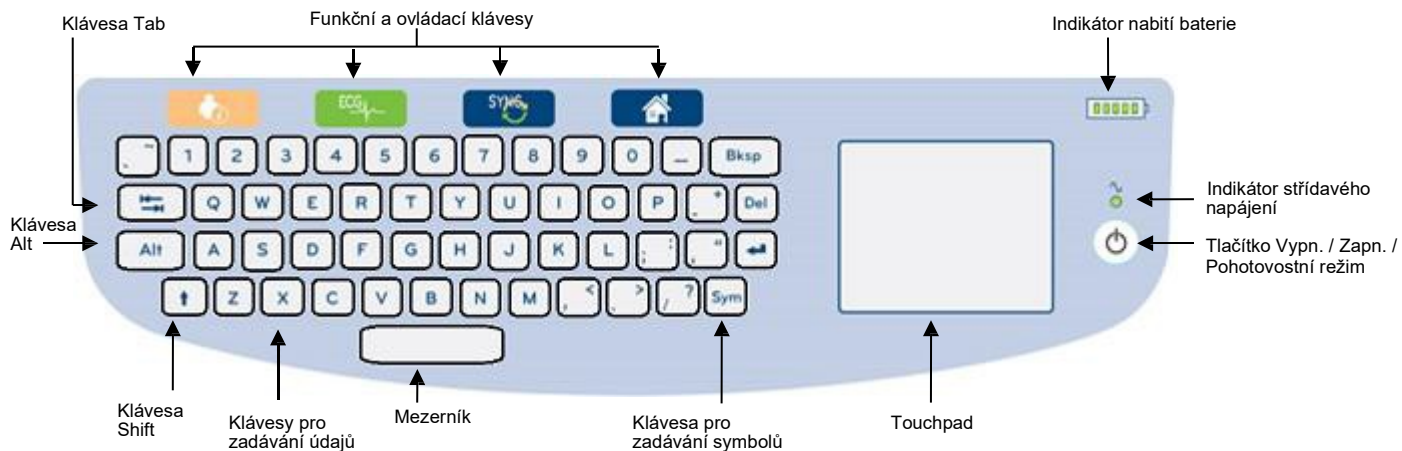 Funkční a ovládací klávesy
Indikátor nabití baterie
Klávesa Tab
ECG
SYNC
~ `
1 2 3 4 5 6 7 8 9 0 _ Bksp
Q W E R T Y U I O P + Del
Klávesa
Alt
Alt A S D F G H J K L : ; " ,
Z X C V B N M < , > . ? / Sym
Indikátor střídavého
napájení
Tlačítko Vypn. / Zapn. /
Pohotovostní režim
Klávesa
Shift
Klávesy pro
zadávání údajů
Mezerník
Klávesa pro
zadávání symbolů
Touchpad